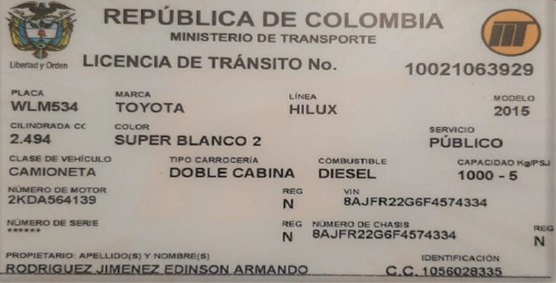 REPÚBLICA DE COLOMBIA
MINISTERIO DE TRANSPORTE
Libertad y Orden
LICENCIA DE TRÁNSITO No. 10021063929
PLACA MARCA LÍNEA MODELO
WLM534 TOYOTA HILUX 2015
CILINDRADA CC COLOR SERVICIO
2.494 SUPER BLANCO 2 PÚBLICO
CLASE DE VEHÍCULO TIPO CARROCERÍA COMBUSTIBLE CAPACIDAD Kg/PSJ
CAMIONETA DOBLE CABINA DIESEL 1000 - 5
NÚMERO DE MOTOR REG VIN
2KDA564139 N 8AJFR22G6F4574334
NÚMERO DE SERIE REG NÚMERO DE CHASIS REG
****** N 8AJFR22G6F4574334 N
PROPIETARIO: APELLIDO(S) Y NOMBRE(S) IDENTIFICACIÓN
RODRIGUEZ JIMENEZ EDINSON ARMANDO C.C. 1056028335